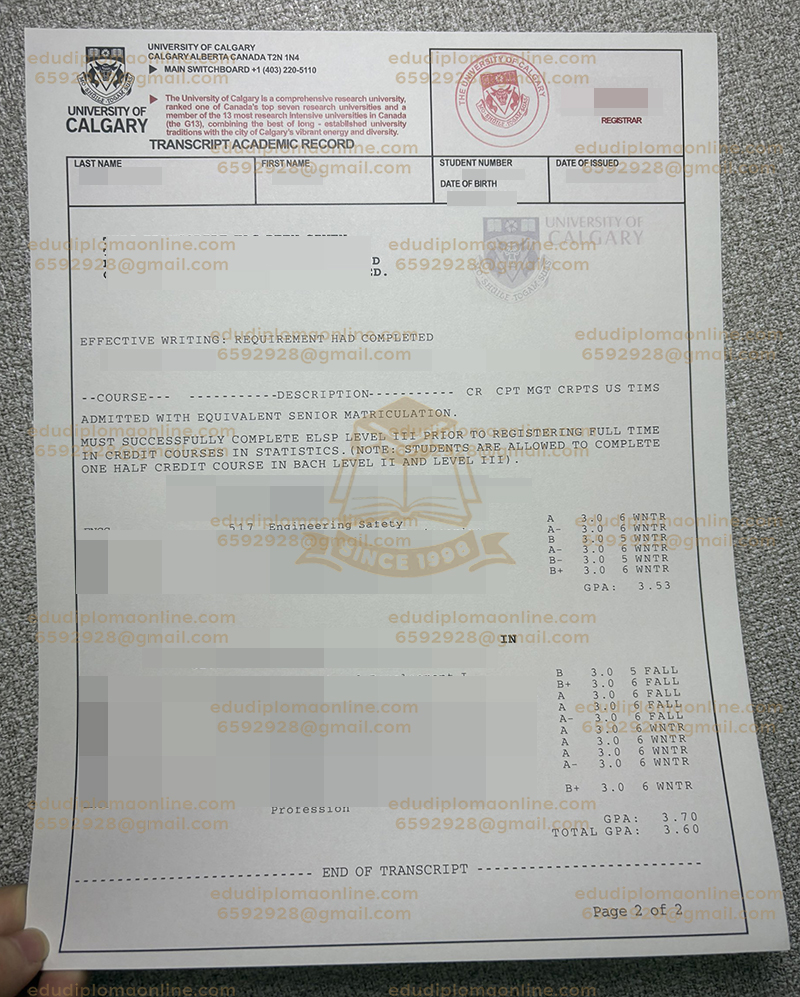 UNIVERSITY OF CALGARY
CALGARY ALBERTA CANADA T2N 1N4
MAIN SWITCHBOARD +1 (403) 220-5110
UNIVERSITY OF
CALGARY
The University of Calgary is a comprehensive research university,
ranked one of Canada's top seven research universities and a
member of the 13 most research intensive universities in Canada
(the G13), combining the best of long - established university
traditions with the city of Calgary's vibrant energy and diversity.
TRANSCRIPT ACADEMIC RECORD
THE UNIVERSITY OF CALGARY
REGISTRAR
LAST NAME
FIRST NAME
STUDENT NUMBER
DATE OF BIRTH
DATE OF ISSUED
UNIVERSITY OF
CALGARY
D
D.
EFFECTIVE WRITING: REQUIREMENT HAD COMPLETED
--COURSE--- -----------DESCRIPTION----------- CR CPT MGT CRPTS US TIMS
ADMITTED WITH EQUIVALENT SENIOR MATRICULATION.
MUST SUCCESSFULLY COMPLETE ELSP LEVEL III PRIOR TO REGISTERING FULL TIME
IN CREDIT COURSES IN STATISTICS.(NOTE: STUDENTS ARE ALLOWED TO COMPLETE
ONE HALF CREDIT COURSE IN BACH LEVEL II AND LEVEL III).
517 Engineering Safety
A 3.0 6 WNTR
A- 3.0 6 WNTR
B 3.0 5 WNTR
A- 3.0 6 WNTR
B- 3.0 5 WNTR
B+ 3.0 6 WNTR
GPA: 3.53
SINCE 1998
IN
B 3.0 5 FALL
B+ 3.0 6 FALL
A 3.0 6 FALL
A 3.0 6 FALL
A- 3.0 6 FALL
A 3.0 6 WNTR
A 3.0 6 WNTR
A 3.0 6 WNTR
A- 3.0 6 WNTR
B+ 3.0 6 WNTR
Profession
GPA: 3.70
TOTAL GPA: 3.60
--------------------------- END OF TRANSCRIPT --------------------------
Page 2 of 2
edudiplomaonline.com
6592928@gmail.com